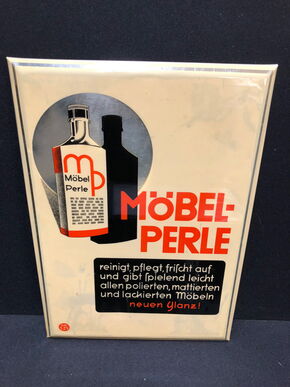 mp
Möbel
Perle
MÖBEL-
PERLE
reinigt, pflegt, friſcht auf
und gibt ſpielend leicht
allen polierten, mattierten
und lackierten Möbeln
neuen Glanz!